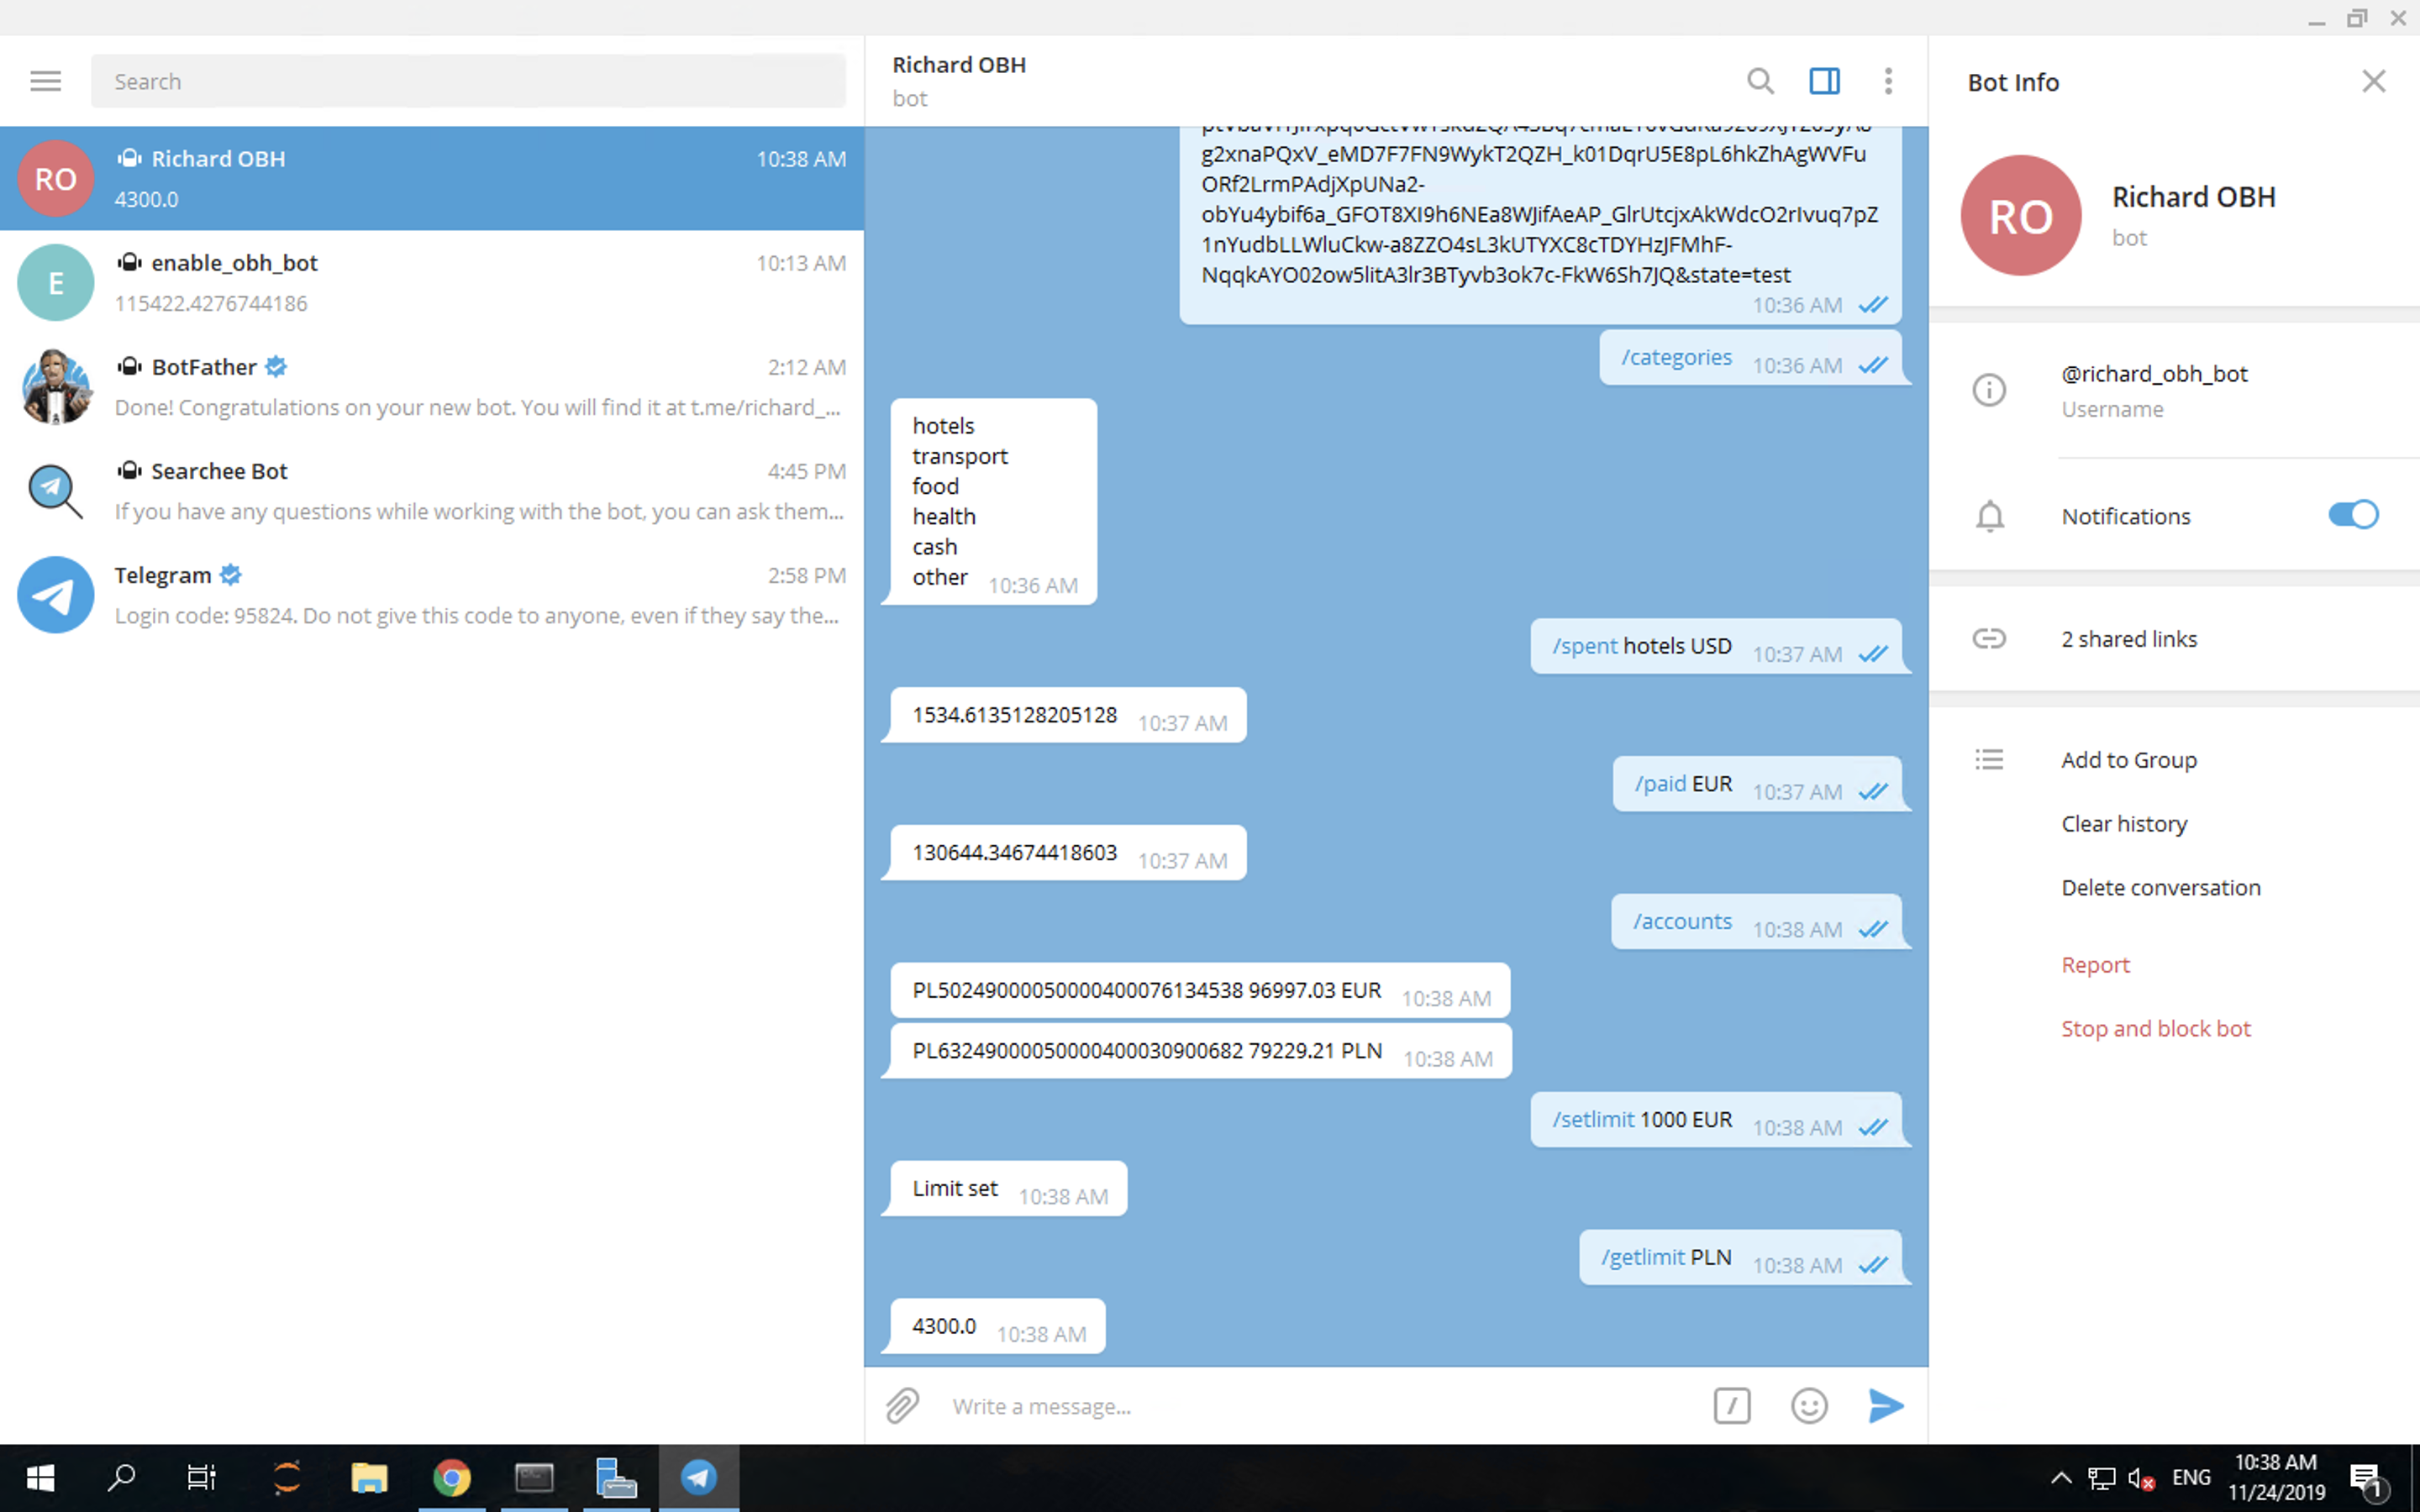 Search
Richard OBH
10:38 AM
4300.0
enable_obh_bot
10:13 AM
115422.4276744186
BotFather
2:12 AM
Done! Congratulations on your new bot. You will find it at t.me/richard_...
Searchee Bot
4:45 PM
If you have any questions while working with the bot, you can ask them...
Telegram
2:58 PM
Login code: 95824. Do not give this code to anyone, even if they say the...
RO
E
Richard OBH
bot
g2xnaPQxV_eMD7F7FN9WykT2QZH_k01DqrU5E8pL6hkZhAgWVFu
ORf2LrmPAdjXpUNa2-
obYu4ybif6a_GFOT8XI9h6NEa8WJifAeAP_GlrUtcjxAkWdcO2rIvuq7pZ
1nYudbLLWluCkw-a8ZZO4sL3kUTYXC8cTDYHzJFMhF-
NqqkAYO02ow5litA3lr3BTyvb3ok7c-FkW6Sh7JQ&state=test
10:36 AM
/categories 10:36 AM
hotels
transport
food
health
cash
other 10:36 AM
/spent hotels USD 10:37 AM
1534.6135128205128 10:37 AM
/paid EUR 10:37 AM
130644.34674418603 10:37 AM
/accounts 10:38 AM
PL50249000050000400076134538 96997.03 EUR 10:38 AM
PL63249000050000400030900682 79229.21 PLN 10:38 AM
/setlimit 1000 EUR 10:38 AM
Limit set 10:38 AM
/getlimit PLN 10:38 AM
4300.0 10:38 AM
Write a message...
Bot Info
RO
Richard OBH
bot
@richard_obh_bot
Username
Notifications
2 shared links
Add to Group
Clear history
Delete conversation
Report
Stop and block bot
ENG
10:38 AM
11/24/2019
1